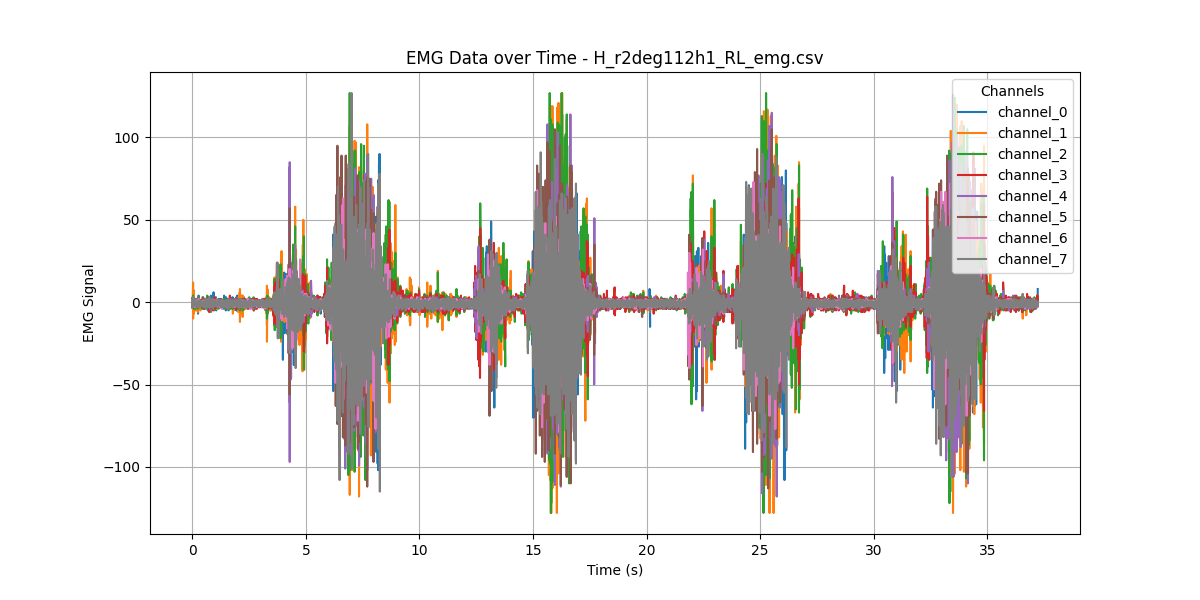 EMG Data over Time - H_r2deg112h1_RL_emg.csv
Channels
channel_0
channel_1
channel_2
channel_3
channel_4
channel_5
channel_6
channel_7
EMG Signal
100
50
0
−50
−100
0 5 10 15 20 25 30 35
Time (s)